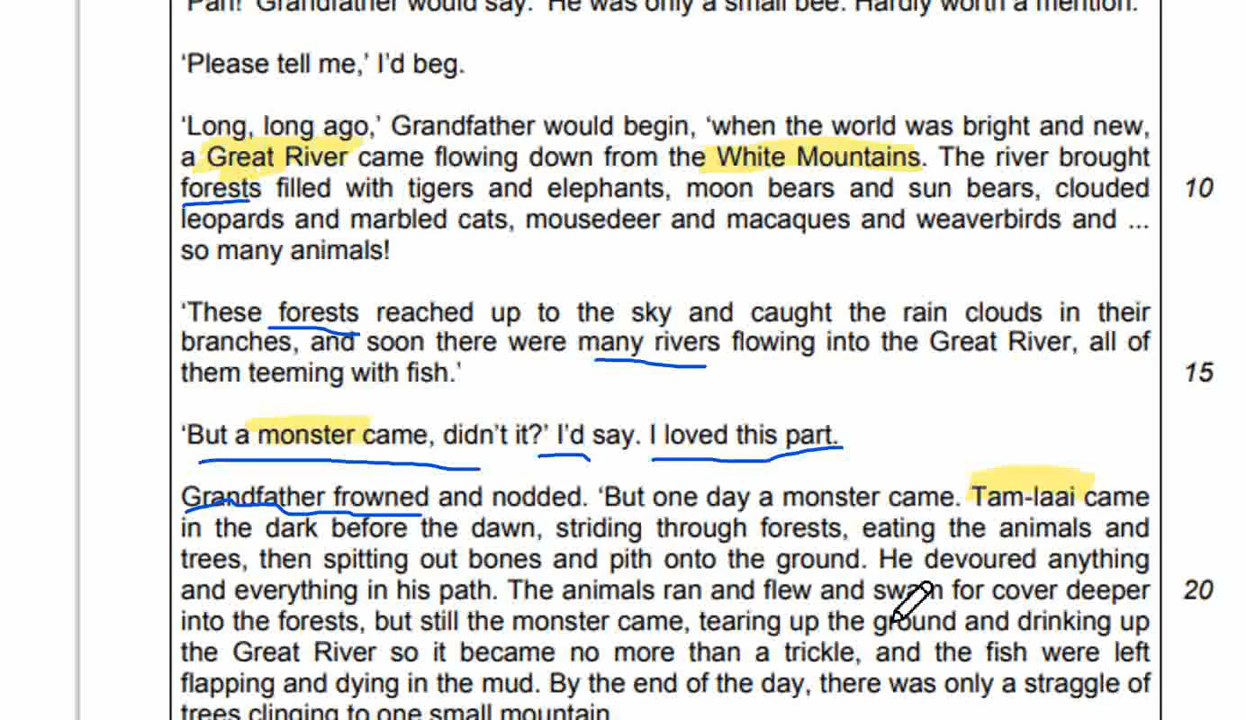 'Pah!' Grandfather would say. 'He was only a small bee. Hardly worth a mention.'
'Please tell me,' I'd beg.
'Long, long ago,' Grandfather would begin, 'when the world was bright and new,
a Great River came flowing down from the White Mountains. The river brought
forests filled with tigers and elephants, moon bears and sun bears, clouded 10
leopards and marbled cats, mousedeer and macaques and weaverbirds and ...
so many animals!
'These forests reached up to the sky and caught the rain clouds in their
branches, and soon there were many rivers flowing into the Great River, all of
them teeming with fish.' 15
'But a monster came, didn't it?' I'd say. I loved this part.
Grandfather frowned and nodded. 'But one day a monster came. Tam-laai came
in the dark before the dawn, striding through forests, eating the animals and
trees, then spitting out bones and pith onto the ground. He devoured anything
and everything in his path. The animals ran and flew and swam for cover deeper 20
into the forests, but still the monster came, tearing up the ground and drinking up
the Great River so it became no more than a trickle, and the fish were left
flapping and dying in the mud. By the end of the day, there was only a straggle of
trees clinging to one small mountain.